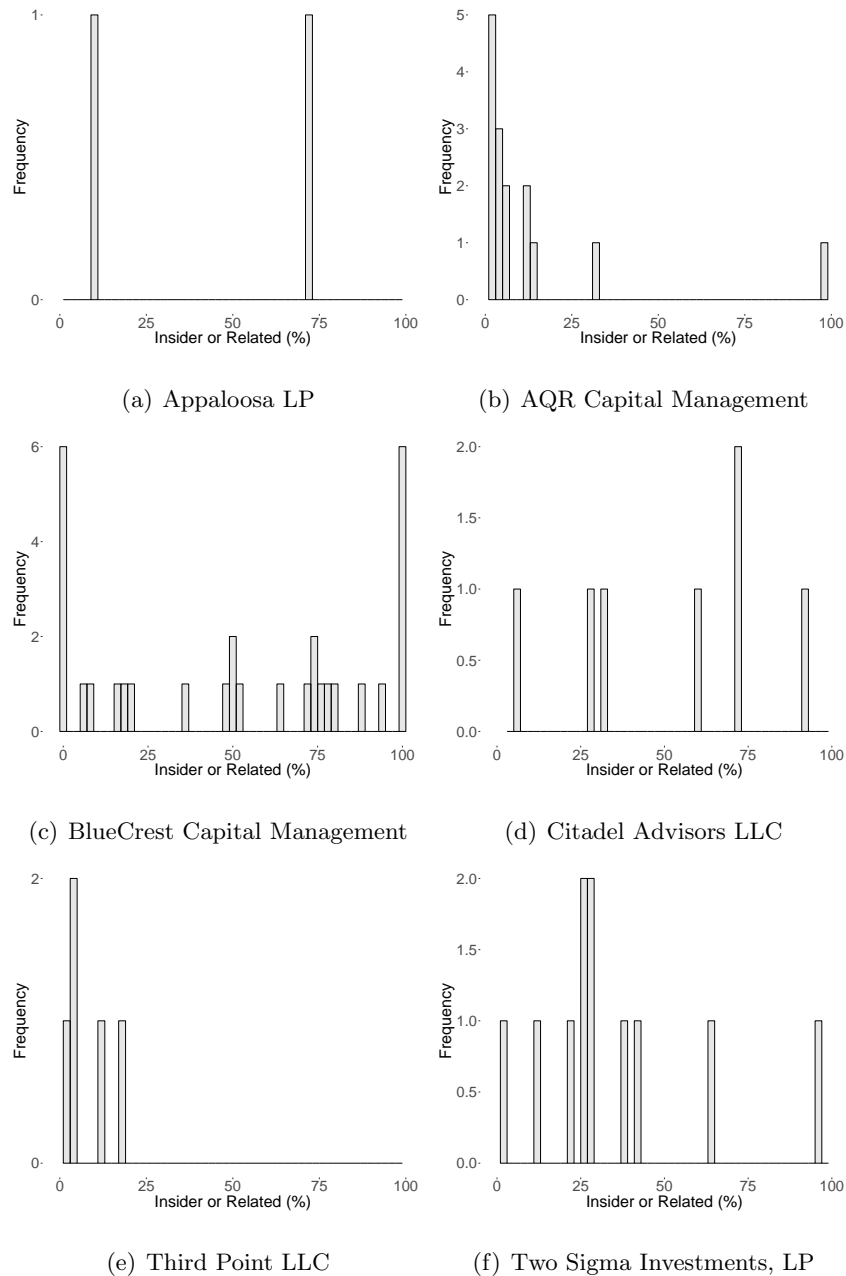 1
Frequency
0
0 25 50 75 100
Insider or Related (%)
(a) Appaloosa LP
5
4
3
2
1
0
Frequency
0 25 50 75 100
Insider or Related (%)
(b) AQR Capital Management
6
4
2
0
Frequency
0 25 50 75 100
Insider or Related (%)
(c) BlueCrest Capital Management
2.0
1.5
1.0
0.5
0.0
Frequency
0 25 50 75 100
Insider or Related (%)
(d) Citadel Advisors LLC
2
Frequency
0
0 25 50 75 100
Insider or Related (%)
(e) Third Point LLC
2.0
1.5
1.0
0.5
0.0
Frequency
0 25 50 75 100
Insider or Related (%)
(f) Two Sigma Investments, LP